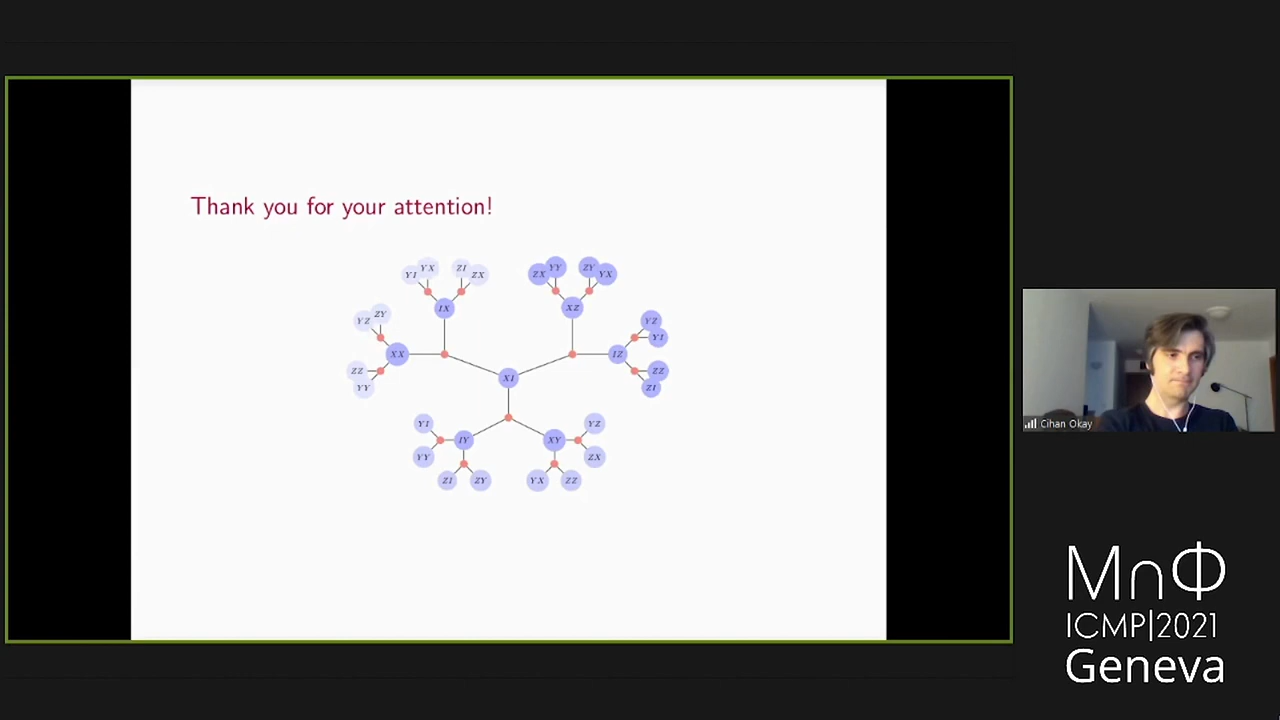 Thank you for your attention!
YI YX ZI ZX ZX YY ZY YX
IX XZ
YZ ZY YZ YI
XX IZ
ZZ YY ZZ ZI
XI
YI YZ
IY XY
YY ZX
ZI ZY YX ZZ
Cihan Okay
M∩Φ
ICMP|2021
Geneva